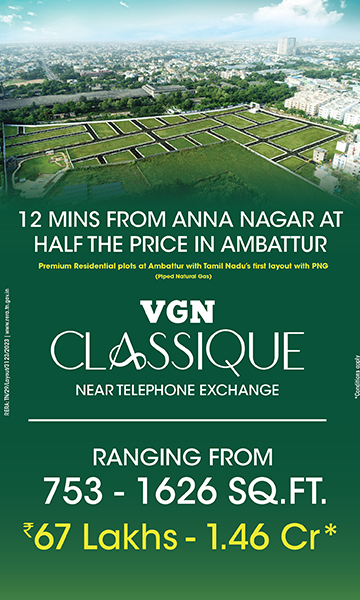 12 MINS FROM ANNA NAGAR AT
HALF THE PRICE IN AMBATTUR
Premium Residential plots at Ambattur with Tamil Nadu's first layout with PNG
(Piped Natural Gas)
VGN
CLASSIQUE
NEAR TELEPHONE EXCHANGE
RANGING FROM
753 - 1626 SQ.FT.
₹67 Lakhs - 1.46 Cr*
*Conditions apply